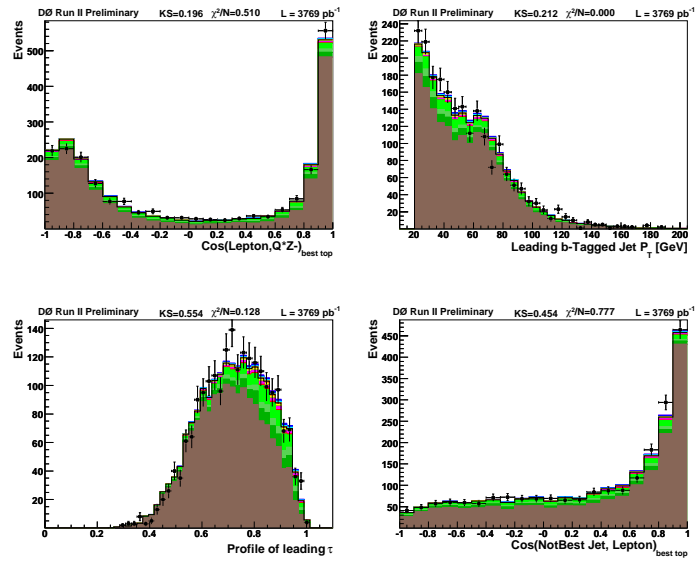 DØ Run II Preliminary KS=0.196 χ²/N=0.510 L = 3769 pb⁻¹
Events
500
400
300
200
100
-1 -0.8 -0.6 -0.4 -0.2 -0 0.2 0.4 0.6 0.8 1
Cos(Lepton,Q*Z-)best top
DØ Run II Preliminary KS=0.212 χ²/N=0.000 L = 3769 pb⁻¹
Events
240
220
200
180
160
140
120
100
80
60
40
20
20 40 60 80 100 120 140 160 180 200
Leading b-Tagged Jet P_T [GeV]
DØ Run II Preliminary KS=0.554 χ²/N=0.128 L = 3769 pb⁻¹
Events
140
120
100
80
60
40
20
0 0.2 0.4 0.6 0.8 1
Profile of leading τ
DØ Run II Preliminary KS=0.454 χ²/N=0.777 L = 3769 pb⁻¹
Events
450
400
350
300
250
200
150
100
50
-1 -0.8 -0.6 -0.4 -0.2 -0 0.2 0.4 0.6 0.8 1
Cos(NotBest Jet, Lepton)best top